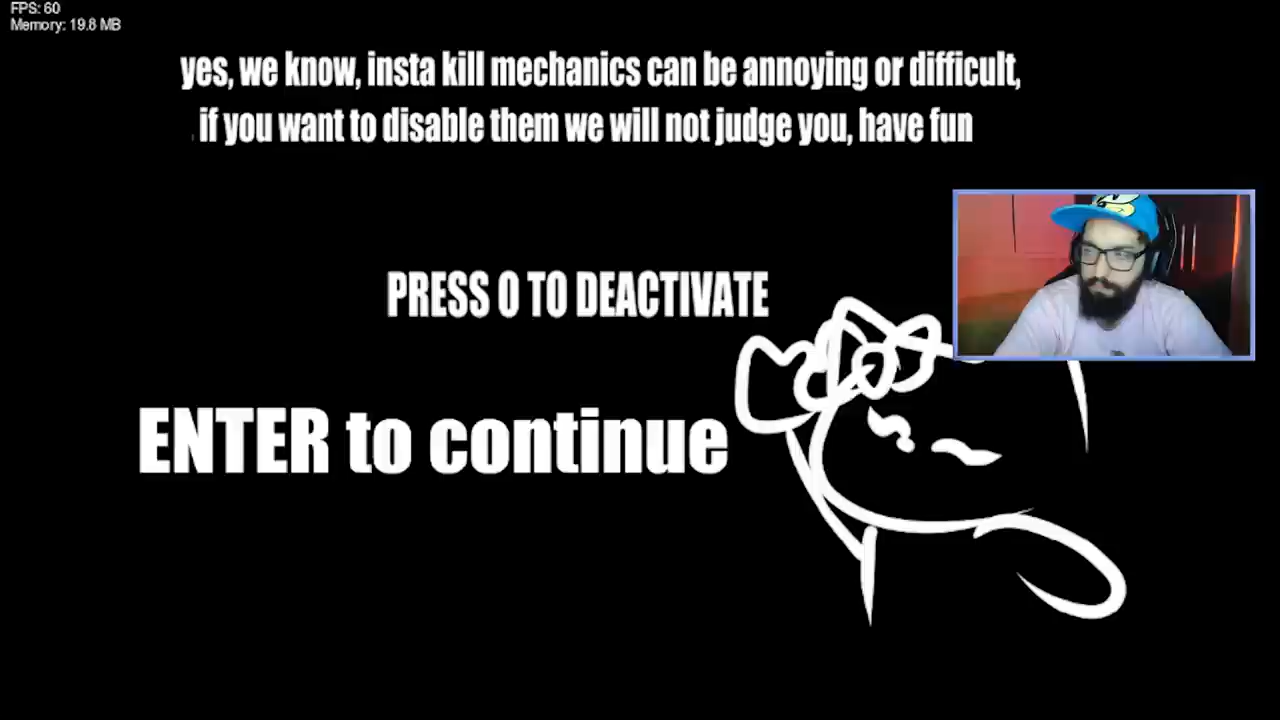 FPS: 60
Memory: 19.8 MB
yes, we know, insta kill mechanics can be annoying or difficult,
if you want to disable them we will not judge you, have fun
PRESS 0 TO DEACTIVATE
ENTER to continue